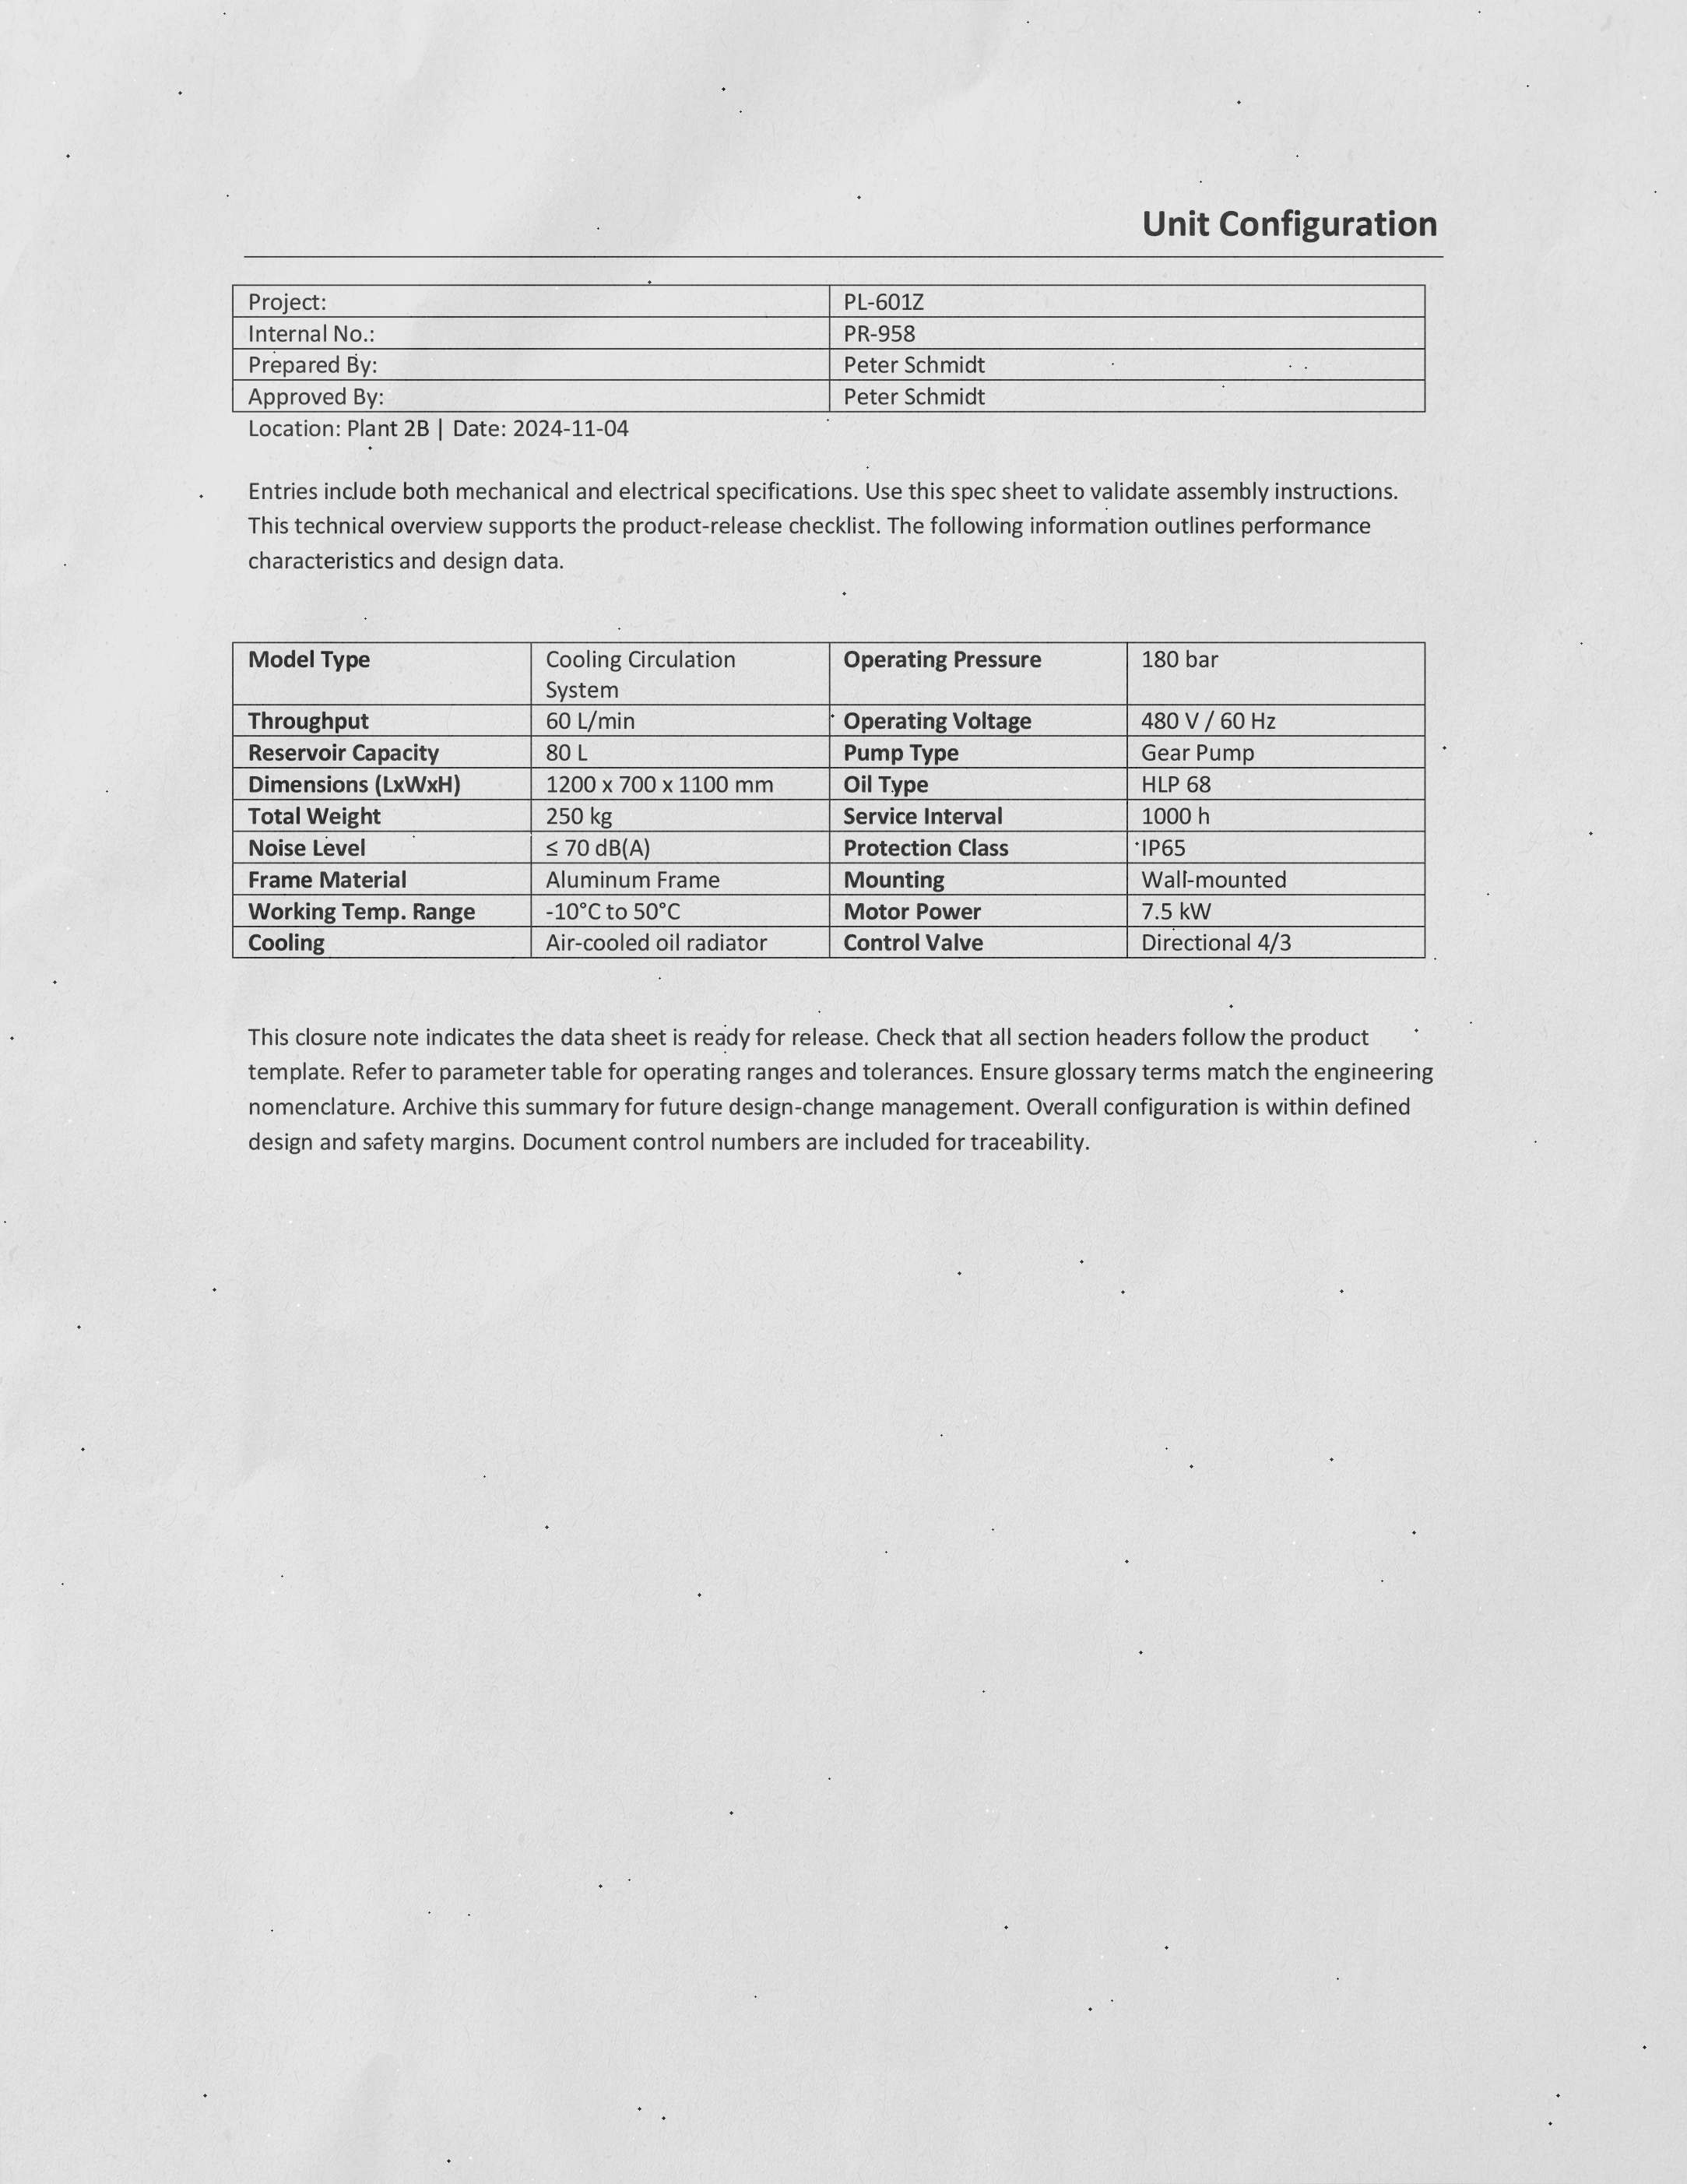 Unit Configuration
Project: PL-601Z
Internal No.: PR-958
Prepared By: Peter Schmidt
Approved By: Peter Schmidt
Location: Plant 2B | Date: 2024-11-04
Entries include both mechanical and electrical specifications. Use this spec sheet to validate assembly instructions.
This technical overview supports the product-release checklist. The following information outlines performance
characteristics and design data.
Model Type Cooling Circulation Operating Pressure 180 bar
System
Throughput 60 L/min Operating Voltage 480 V / 60 Hz
Reservoir Capacity 80 L Pump Type Gear Pump
Dimensions (LxWxH) 1200 x 700 x 1100 mm Oil Type HLP 68
Total Weight 250 kg Service Interval 1000 h
Noise Level ≤ 70 dB(A) Protection Class IP65
Frame Material Aluminum Frame Mounting Wall-mounted
Working Temp. Range -10°C to 50°C Motor Power 7.5 kW
Cooling Air-cooled oil radiator Control Valve Directional 4/3
This closure note indicates the data sheet is ready for release. Check that all section headers follow the product
template. Refer to parameter table for operating ranges and tolerances. Ensure glossary terms match the engineering
nomenclature. Archive this summary for future design-change management. Overall configuration is within defined
design and safety margins. Document control numbers are included for traceability.